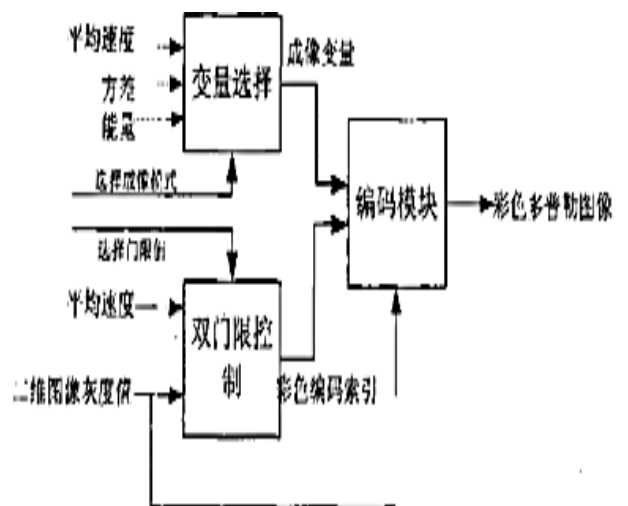 平均速度
方差
能量
变量选择
成像变量
选择成像模式
选择门限值
平均速度
二维图像灰度值
双门限控
制
彩色编码索引
编码模块
彩色多普勒图像